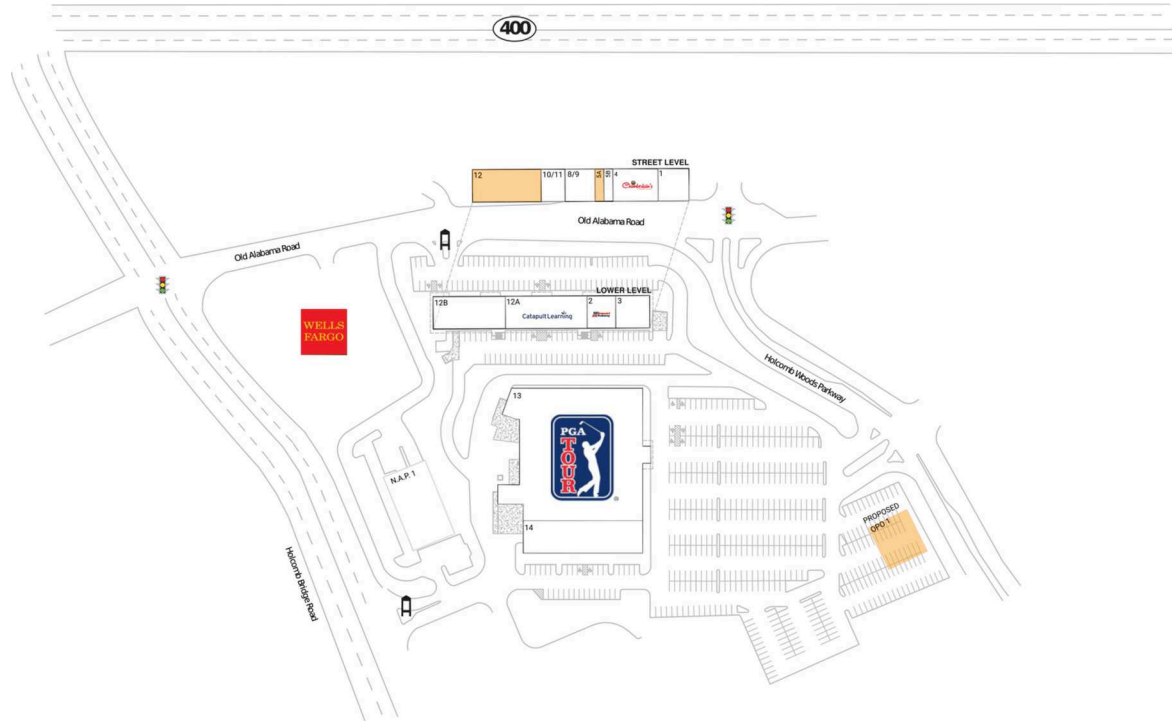 400
STREET LEVEL
12
10/11
8/9
5A
5B
4
1
Old Alabama Road
Old Alabama Road
LOWER LEVEL
12B
12A
2
3
Catapult Learning
WELLS
FARGO
Holcomb Woods Parkway
13
PGA
TOUR
®
N.A.P. 1
14
PROPOSED
OPO 1
Holcomb Bridge Road